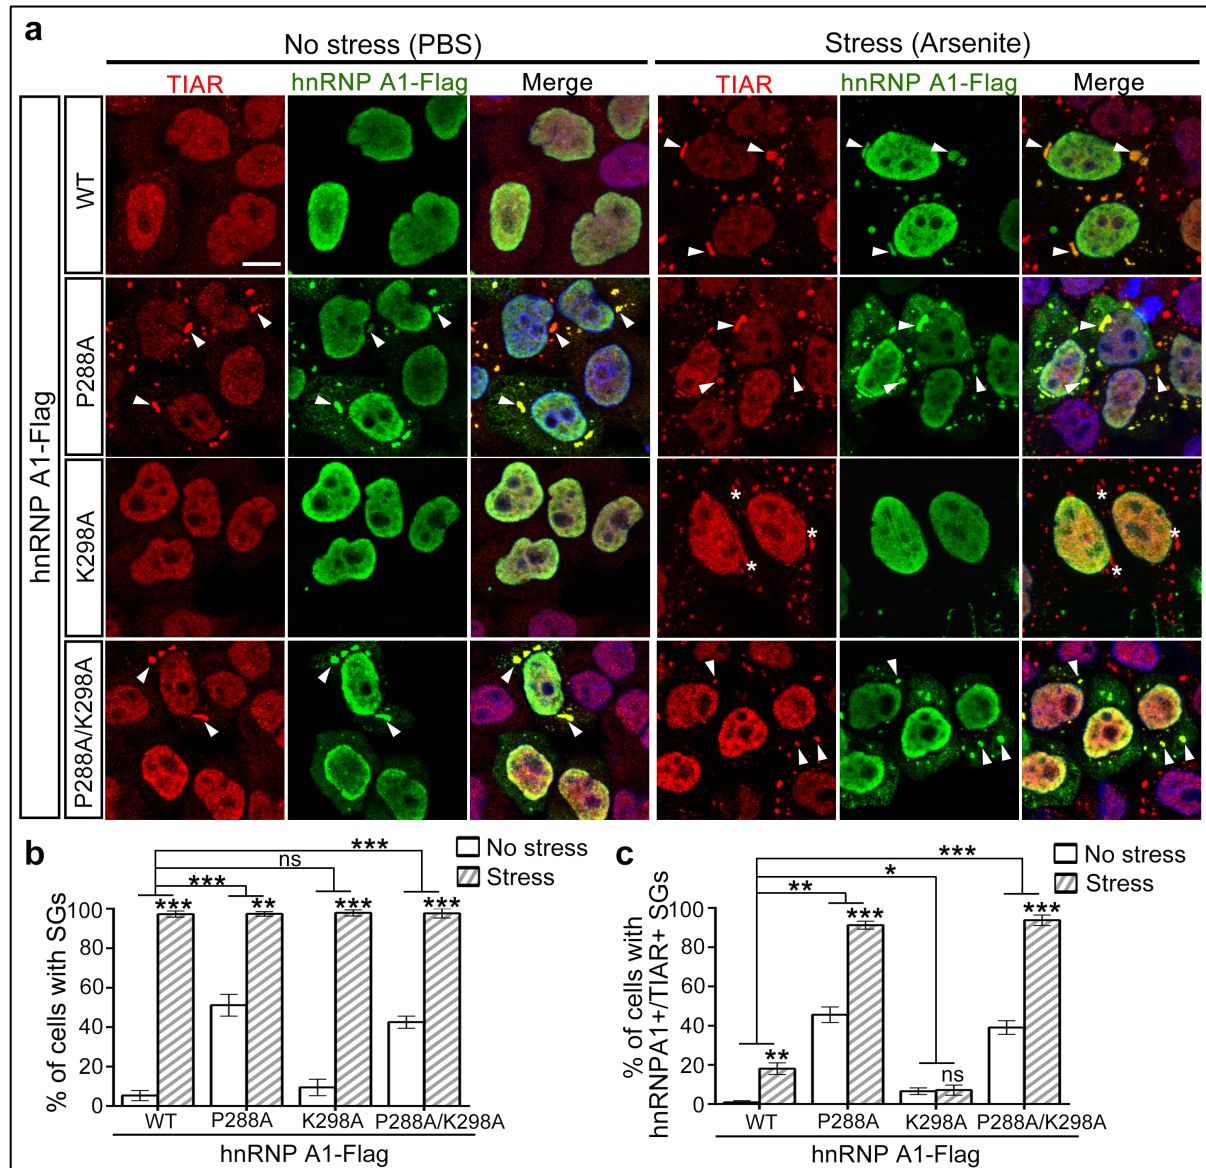 a
No stress (PBS)
Stress (Arsenite)
TIAR
hnRNP A1-Flag
Merge
TIAR
hnRNP A1-Flag
Merge
hnRNP A1-Flag
WT
P288A
K298A
* * *
* * *
P288A/K298A
b
No stress
Stress
***
ns
***
***
**
***
***
% of cells with SGs
100
80
60
40
20
0
WT
P288A
K298A
P288A/K298A
hnRNP A1-Flag
c
No stress
Stress
***
*
**
***
***
**
ns
% of cells with
hnRNPA1+/TIAR+ SGs
100
80
60
40
20
0
WT
P288A
K298A
P288A/K298A
hnRNP A1-Flag